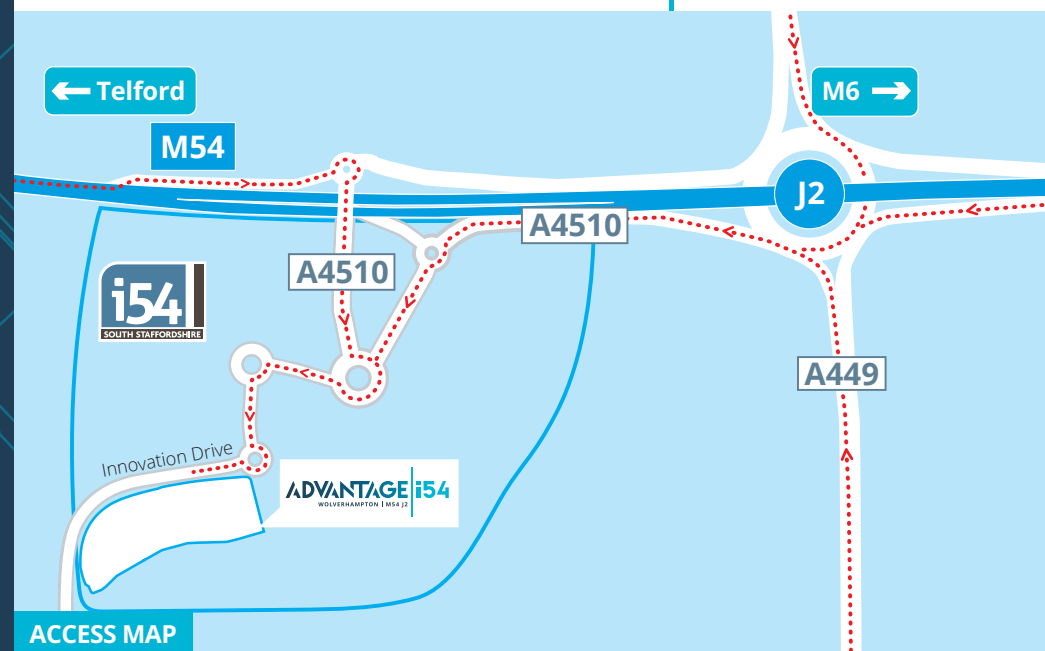 Telford
M6
M54
J2
A4510
A4510
i54
SOUTH STAFFORDSHIRE
A449
Innovation Drive
ADVANTAGE i54
WOLVERHAMPTON | M54 J2
ACCESS MAP